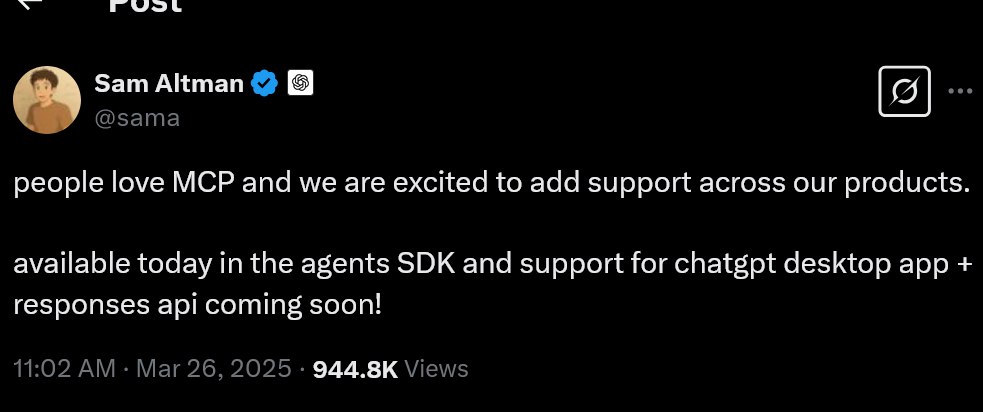 Post
Sam Altman
@sama
people love MCP and we are excited to add support across our products.
available today in the agents SDK and support for chatgpt desktop app +
responses api coming soon!
11:02 AM · Mar 26, 2025 · 944.8K Views